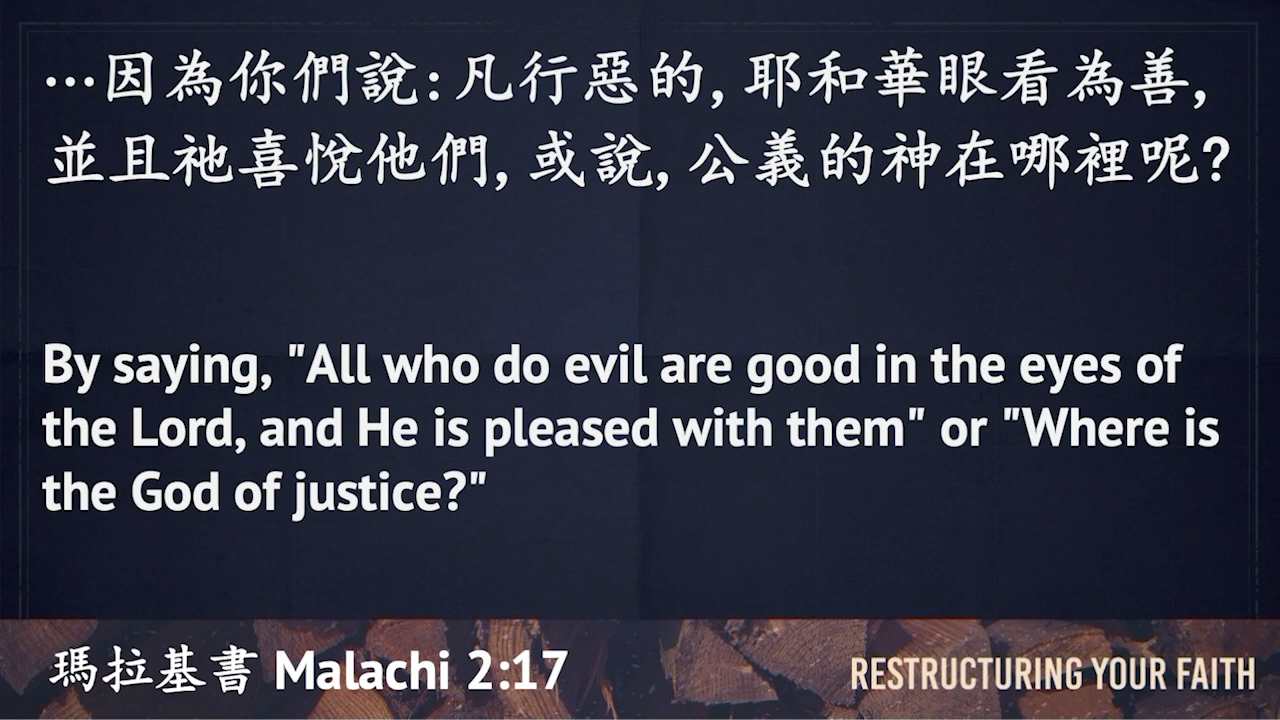 …因為你們說:凡行惡的,耶和華眼看為善,
並且祂喜悅他們,或說,公義的神在哪裡呢?
By saying, "All who do evil are good in the eyes of
the Lord, and He is pleased with them" or "Where is
the God of justice?"
瑪拉基書 Malachi 2:17
RESTRUCTURING YOUR FAITH